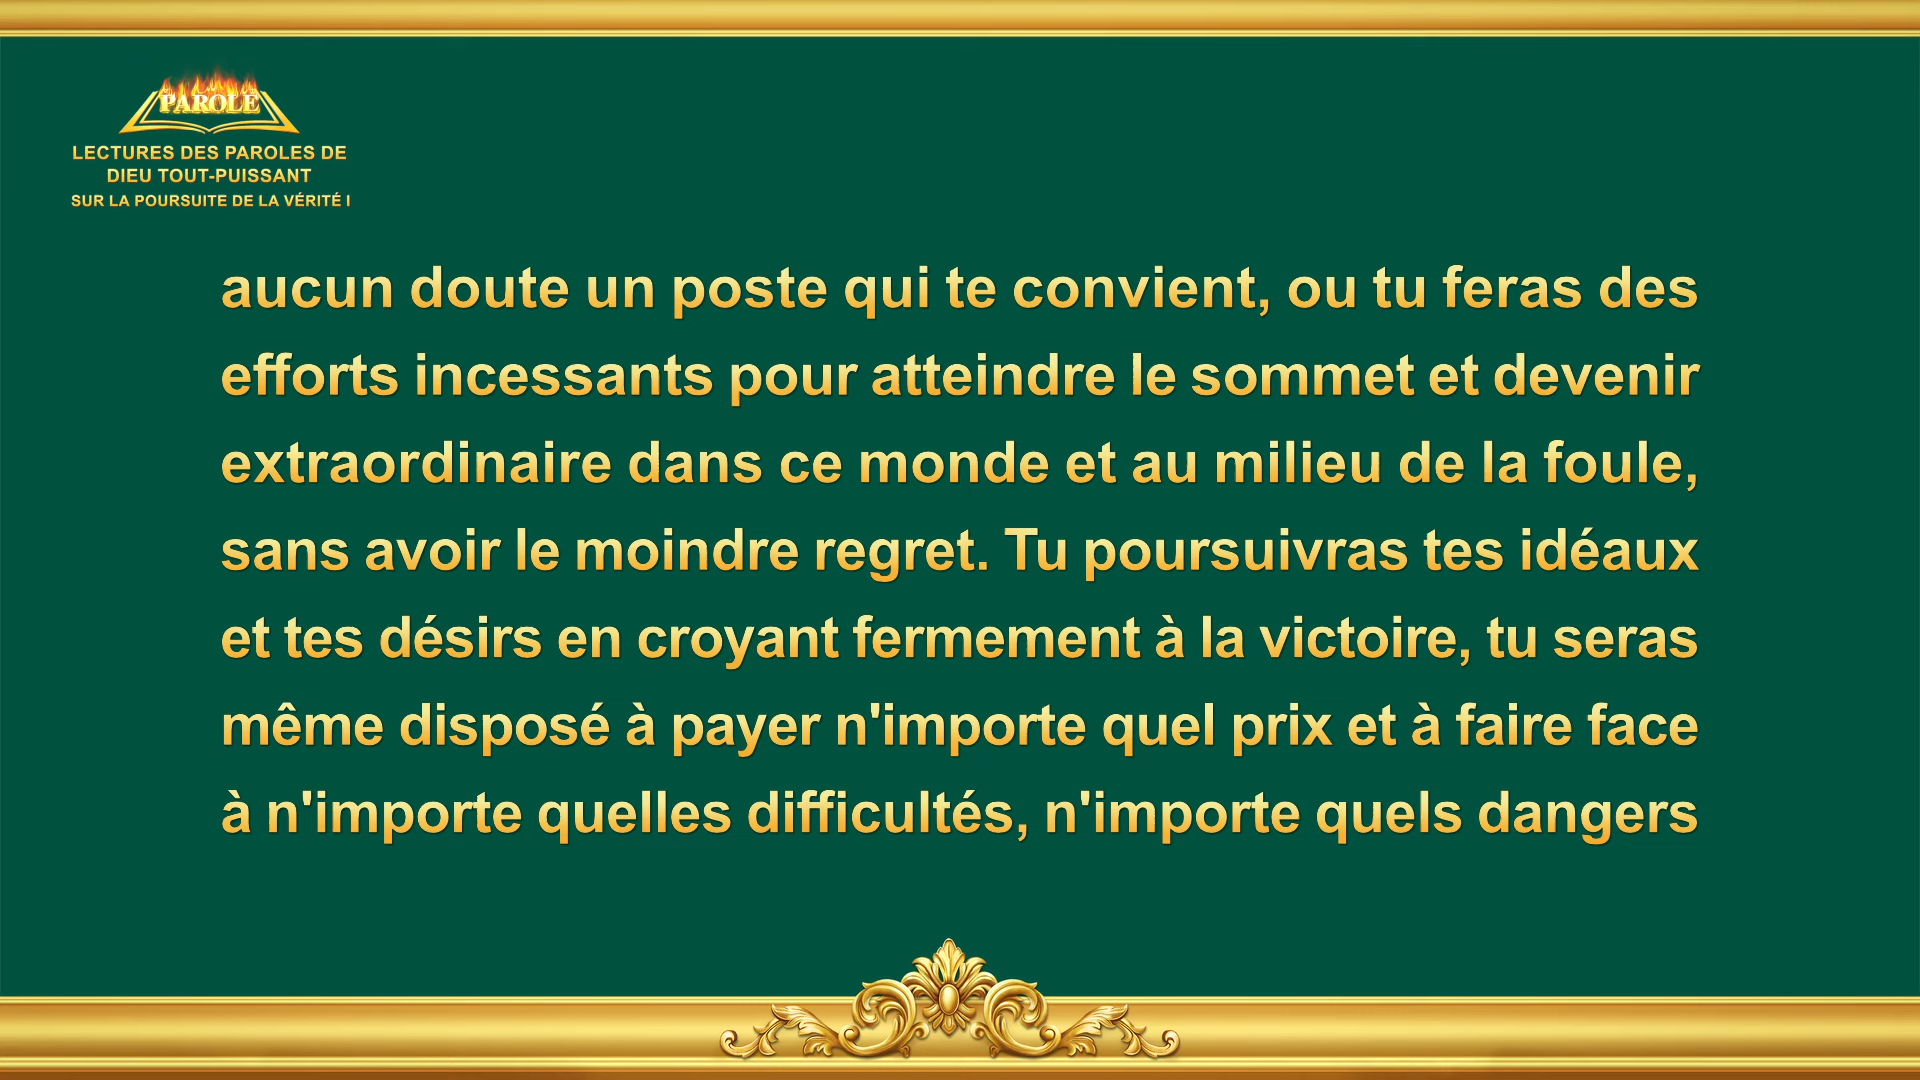 PAROLE
LECTURES DES PAROLES DE
DIEU TOUT-PUISSANT
SUR LA POURSUITE DE LA VÉRITÉ I
aucun doute un poste qui te convient, ou tu feras des
efforts incessants pour atteindre le sommet et devenir
extraordinaire dans ce monde et au milieu de la foule,
sans avoir le moindre regret. Tu poursuivras tes idéaux
et tes désirs en croyant fermement à la victoire, tu seras
même disposé à payer n'importe quel prix et à faire face
à n'importe quelles difficultés, n'importe quels dangers